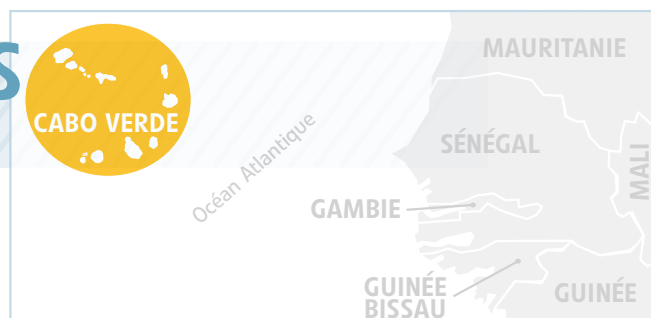 S
CABO VERDE
MAURITANIE
Océan Atlantique
SÉNÉGAL
MALI
GAMBIE
GUINÉE
BISSAU
GUINÉE